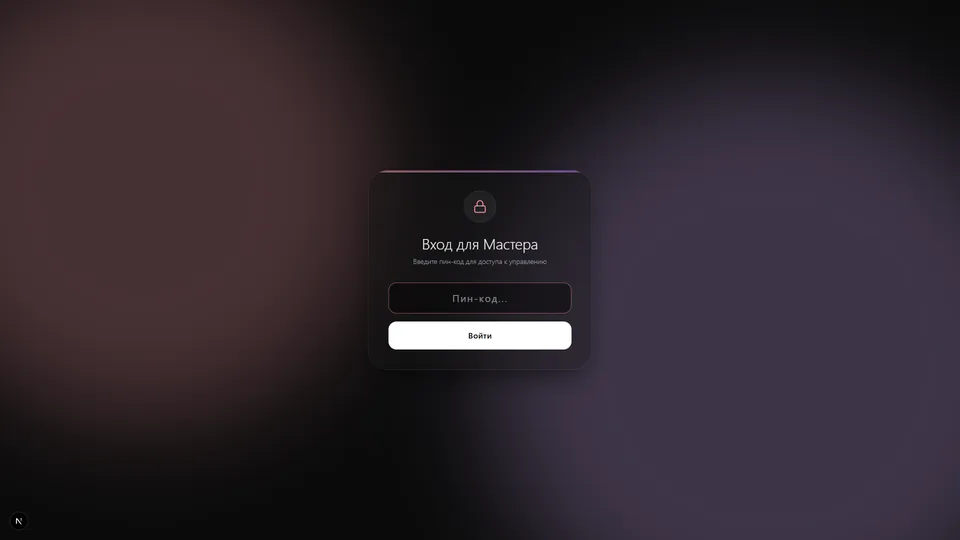 Вход для Мастера
Введите пин-код для доступа к управлению
Пин-код...
Войти
N